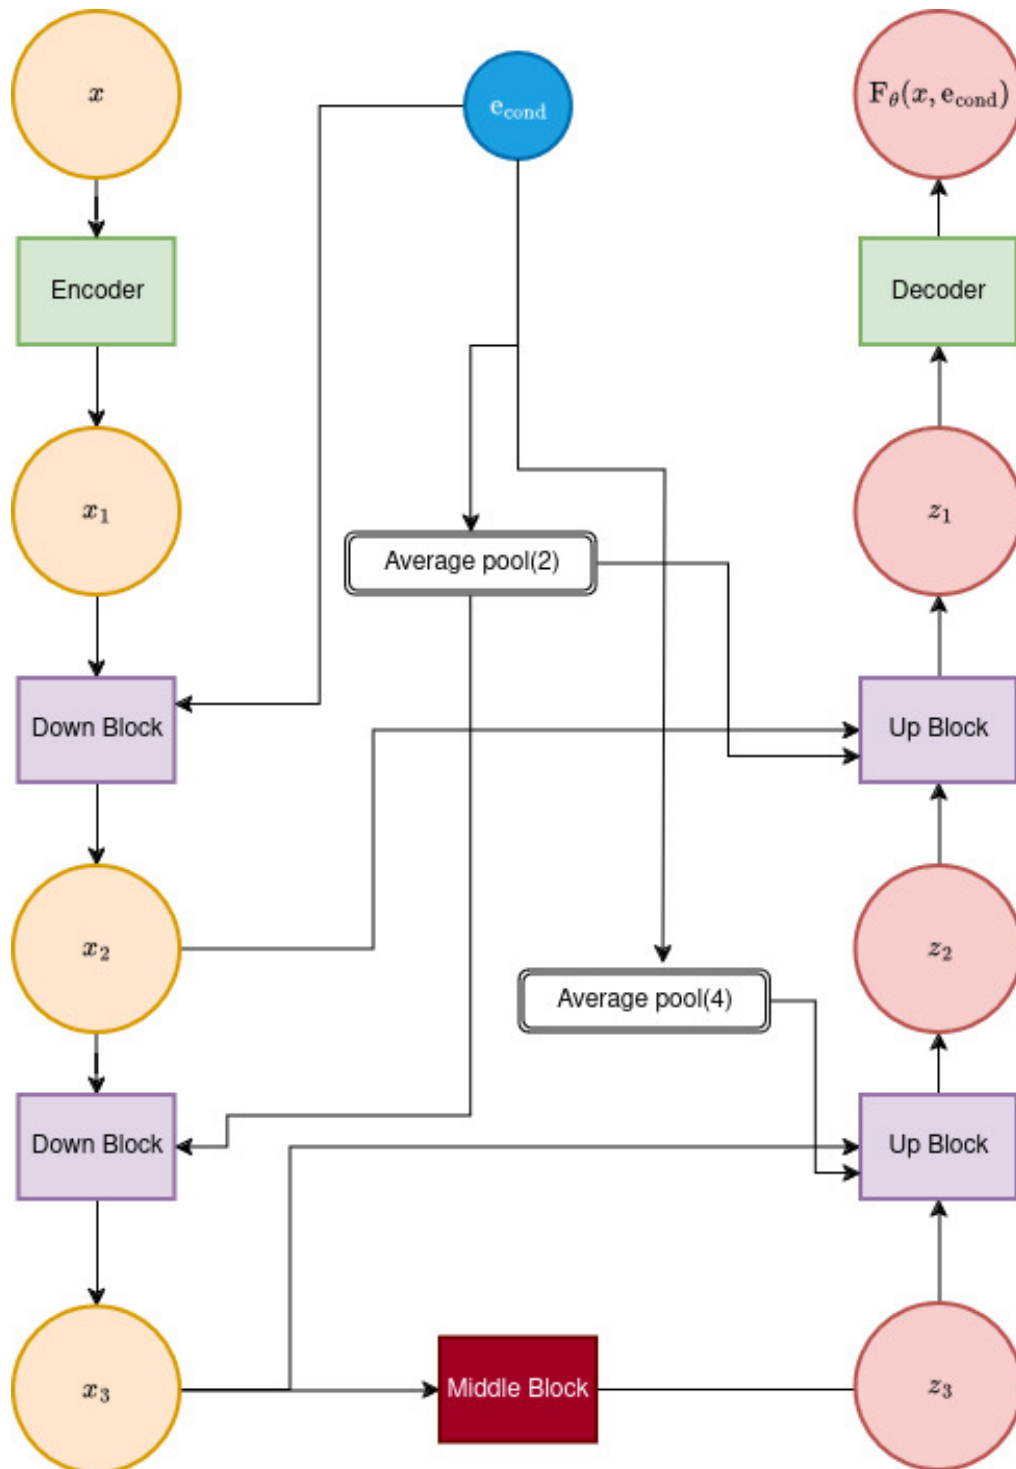 x
e_cond
F_θ(x, e_cond)
Encoder
Decoder
x_1
z_1
Average pool(2)
Down Block
Up Block
x_2
z_2
Average pool(4)
Down Block
Up Block
x_3
Middle Block
z_3